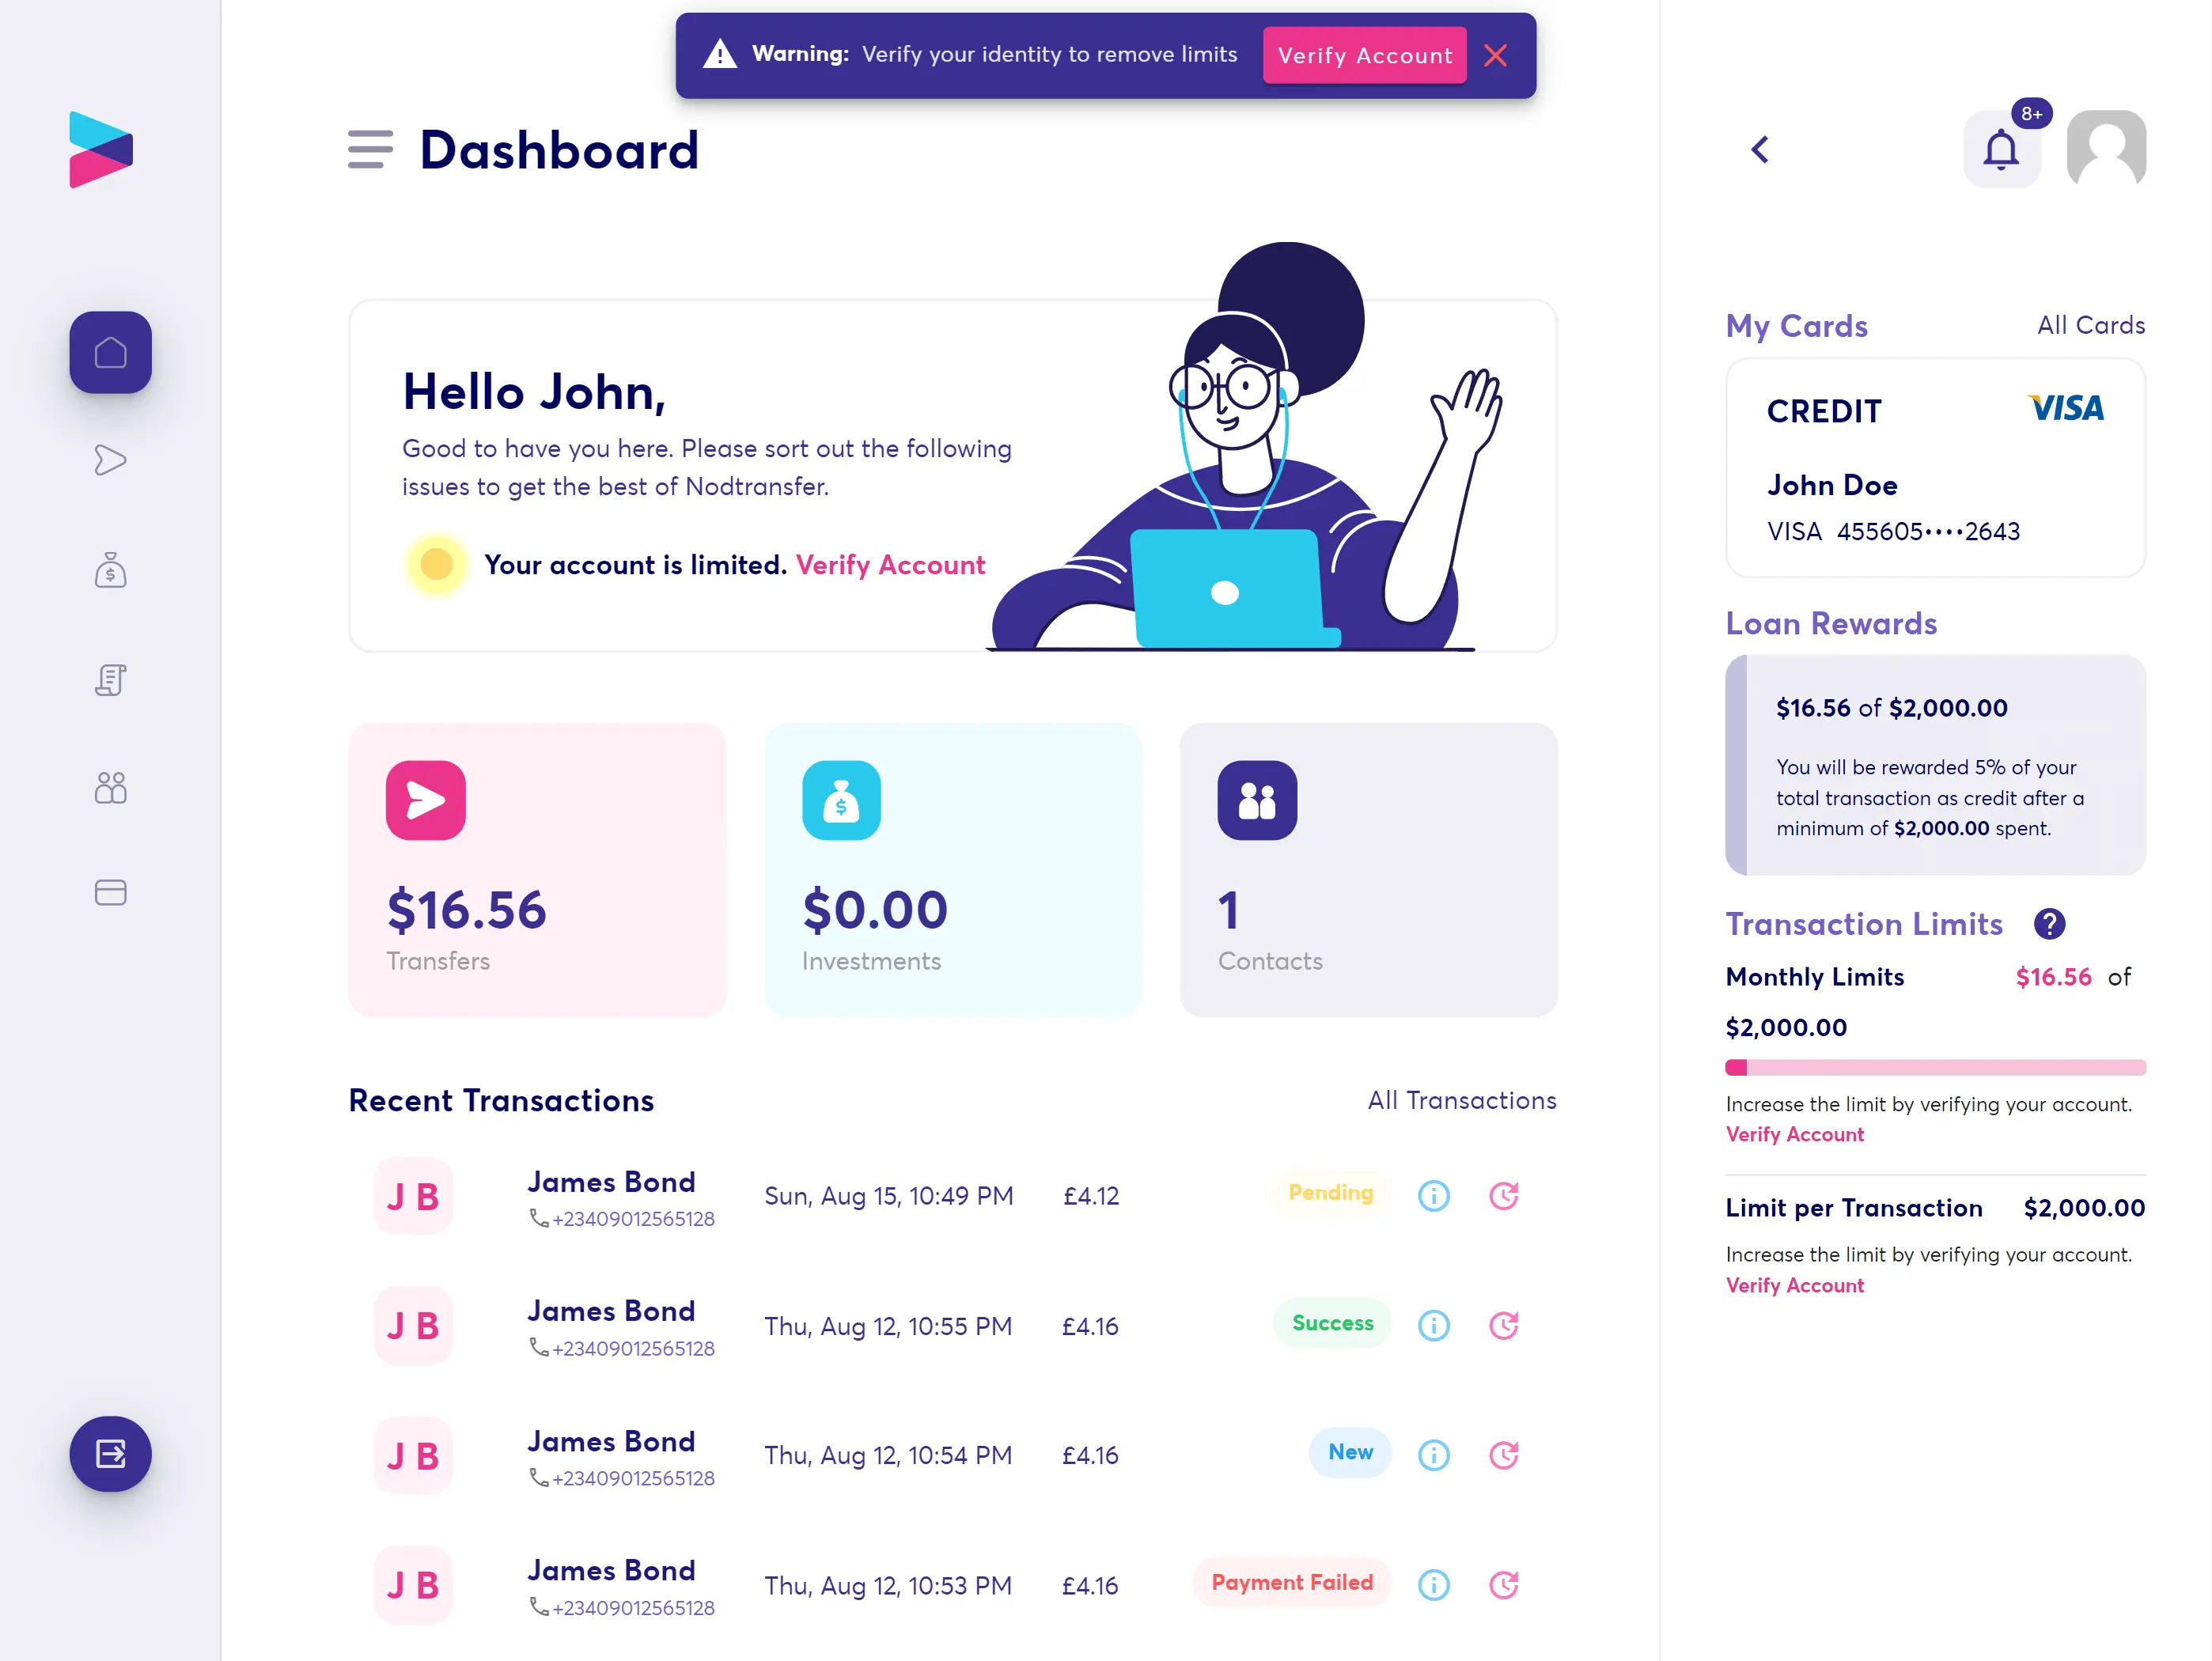 Warning: Verify your identity to remove limits Verify Account
Dashboard
8+
Hello John,
Good to have you here. Please sort out the following
issues to get the best of Nodtransfer.
Your account is limited. Verify Account
$16.56
Transfers
$0.00
Investments
1
Contacts
Recent Transactions
All Transactions
J B
James Bond
+23409012565128
Sun, Aug 15, 10:49 PM
£4.12
Pending
J B
James Bond
+23409012565128
Thu, Aug 12, 10:55 PM
£4.16
Success
J B
James Bond
+23409012565128
Thu, Aug 12, 10:54 PM
£4.16
New
J B
James Bond
+23409012565128
Thu, Aug 12, 10:53 PM
£4.16
Payment Failed
My Cards
All Cards
CREDIT
VISA
John Doe
VISA 455605••••2643
Loan Rewards
$16.56 of $2,000.00
You will be rewarded 5% of your
total transaction as credit after a
minimum of $2,000.00 spent.
Transaction Limits ?
Monthly Limits $16.56 of
$2,000.00
Increase the limit by verifying your account.
Verify Account
Limit per Transaction $2,000.00
Increase the limit by verifying your account.
Verify Account